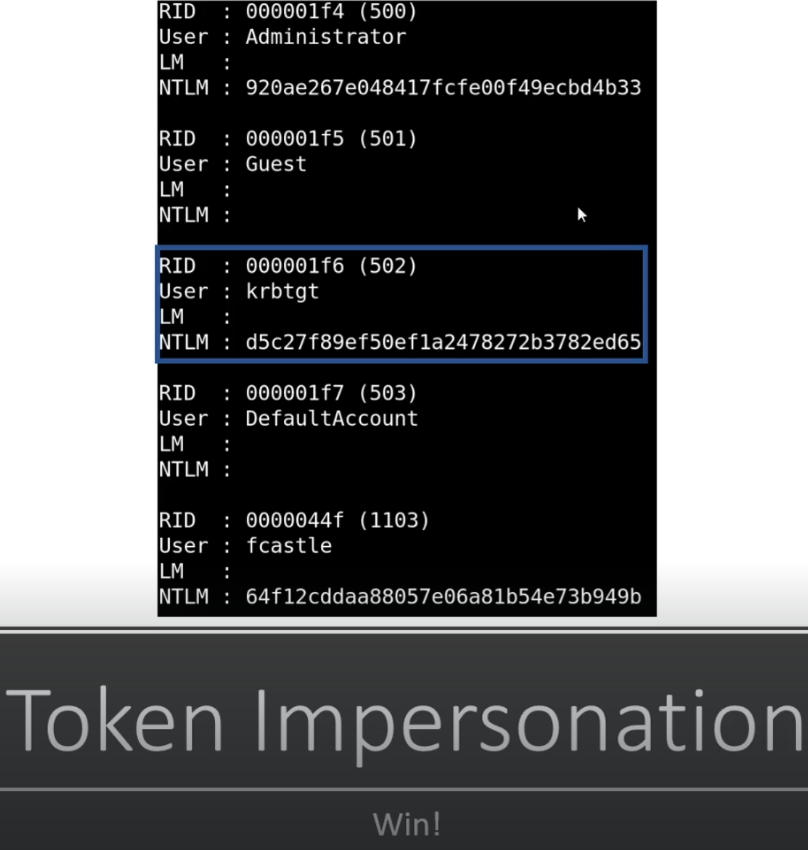 RID  : 000001f4 (500)
User : Administrator
LM   :
NTLM : 920ae267e048417fcfe00f49ecbd4b33
RID  : 000001f5 (501)
User : Guest
LM   :
NTLM :
RID  : 000001f6 (502)
User : krbtgt
LM   :
NTLM : d5c27f89ef50ef1a2478272b3782ed65
RID  : 000001f7 (503)
User : DefaultAccount
LM   :
NTLM :
RID  : 0000044f (1103)
User : fcastle
LM   :
NTLM : 64f12cddaa88057e06a81b54e73b949b
Token Impersonation
Win!